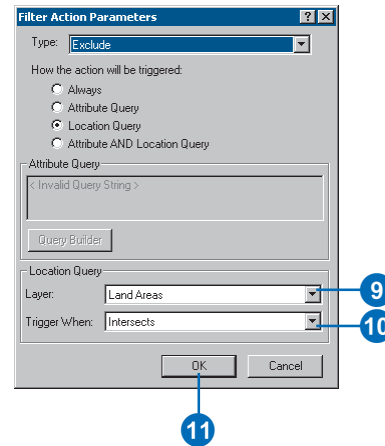 Filter Action Parameters
Type: Exclude
How the action will be triggered:
Always
Attribute Query
Location Query
Attribute AND Location Query
Attribute Query
< Invalid Query String >
Query Builder
Location Query
Layer: Land Areas 9
Trigger When: Intersects 10
OK Cancel
11